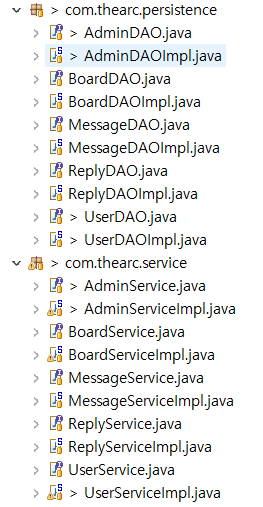 > com.thearc.persistence
> AdminDAO.java
> AdminDAOImpl.java
BoardDAO.java
BoardDAOImpl.java
MessageDAO.java
MessageDAOImpl.java
ReplyDAO.java
ReplyDAOImpl.java
> UserDAO.java
> UserDAOImpl.java
> com.thearc.service
> AdminService.java
> AdminServiceImpl.java
BoardService.java
BoardServiceImpl.java
MessageService.java
MessageServiceImpl.java
ReplyService.java
ReplyServiceImpl.java
UserService.java
> UserServiceImpl.java